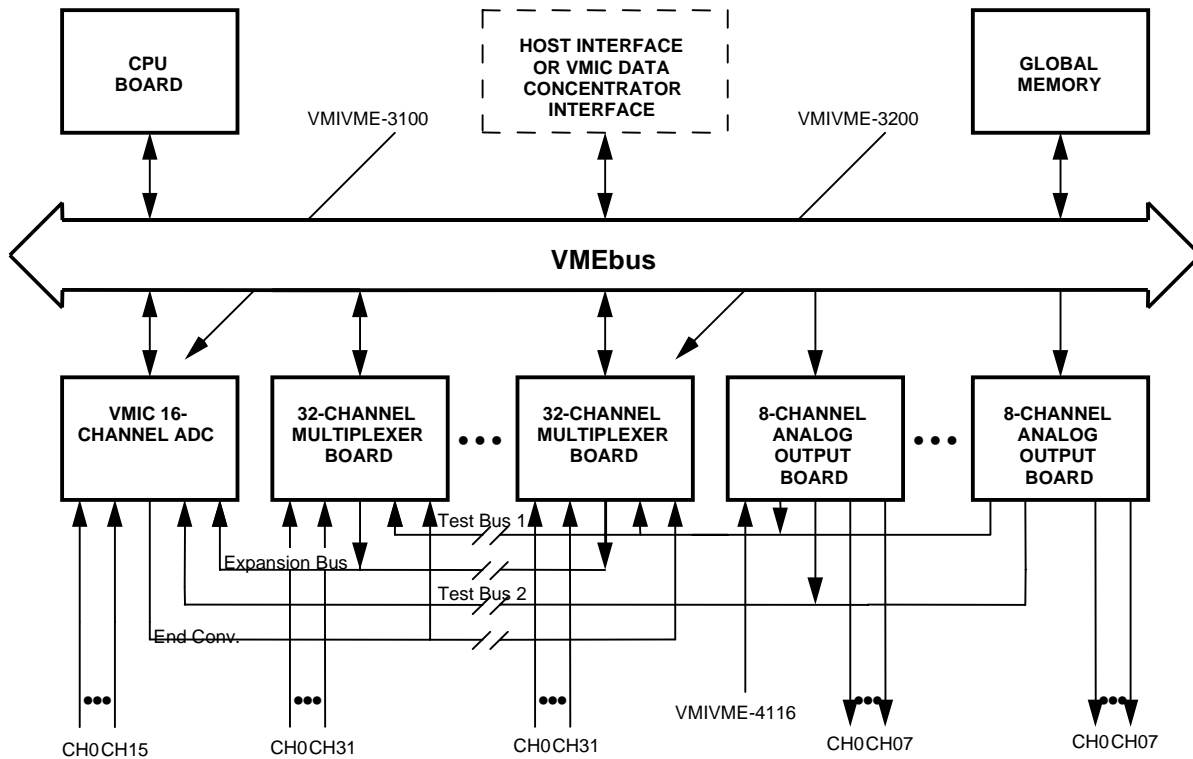 CPU
BOARD
HOST INTERFACE
OR VMIC DATA
CONCENTRATOR
INTERFACE
GLOBAL
MEMORY
VMIVME-3100
VMIVME-3200
VMEbus
VMIC 16-
CHANNEL ADC
32-CHANNEL
MULTIPLEXER
BOARD
32-CHANNEL
MULTIPLEXER
BOARD
8-CHANNEL
ANALOG
OUTPUT
BOARD
8-CHANNEL
ANALOG
OUTPUT
BOARD
Test Bus 1
Expansion Bus
Test Bus 2
End Conv.
VMIVME-4116
CH0 CH15
CH0 CH31
CH0 CH31
CH0 CH07
CH0 CH07